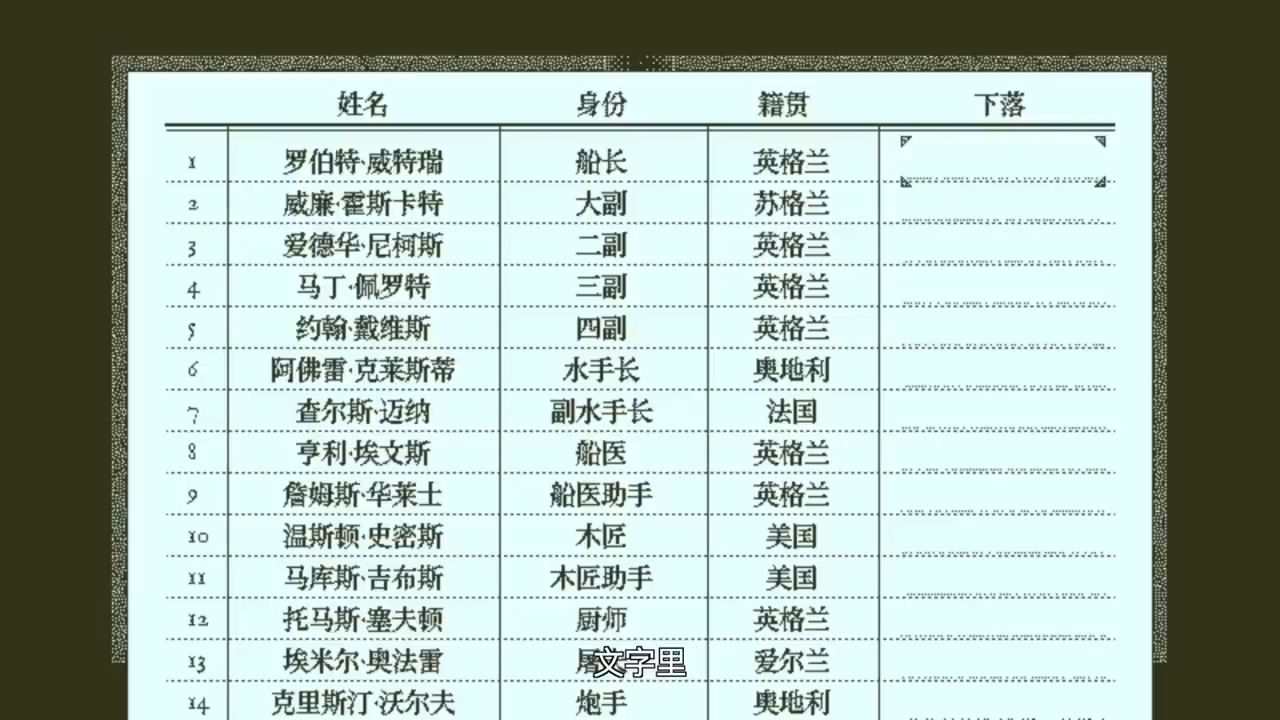 姓名 身份 籍贯 下落
1 罗伯特·威特瑞 船长 英格兰
2 威廉·霍斯卡特 大副 苏格兰
3 爱德华·尼柯斯 二副 英格兰
4 马丁·佩罗特 三副 英格兰
5 约翰·戴维斯 四副 英格兰
6 阿佛雷·克莱斯蒂 水手长 奥地利
7 查尔斯·迈纳 副水手长 法国
8 亨利·埃文斯 船医 英格兰
9 詹姆斯·华莱士 船医助手 英格兰
10 温斯顿·史密斯 木匠 美国
11 马库斯·吉布斯 木匠助手 美国
12 托马斯·塞夫顿 厨师 英格兰
13 埃米尔·奥法雷 爱尔兰
文字里
14 克里斯汀·沃尔夫 炮手 奥地利